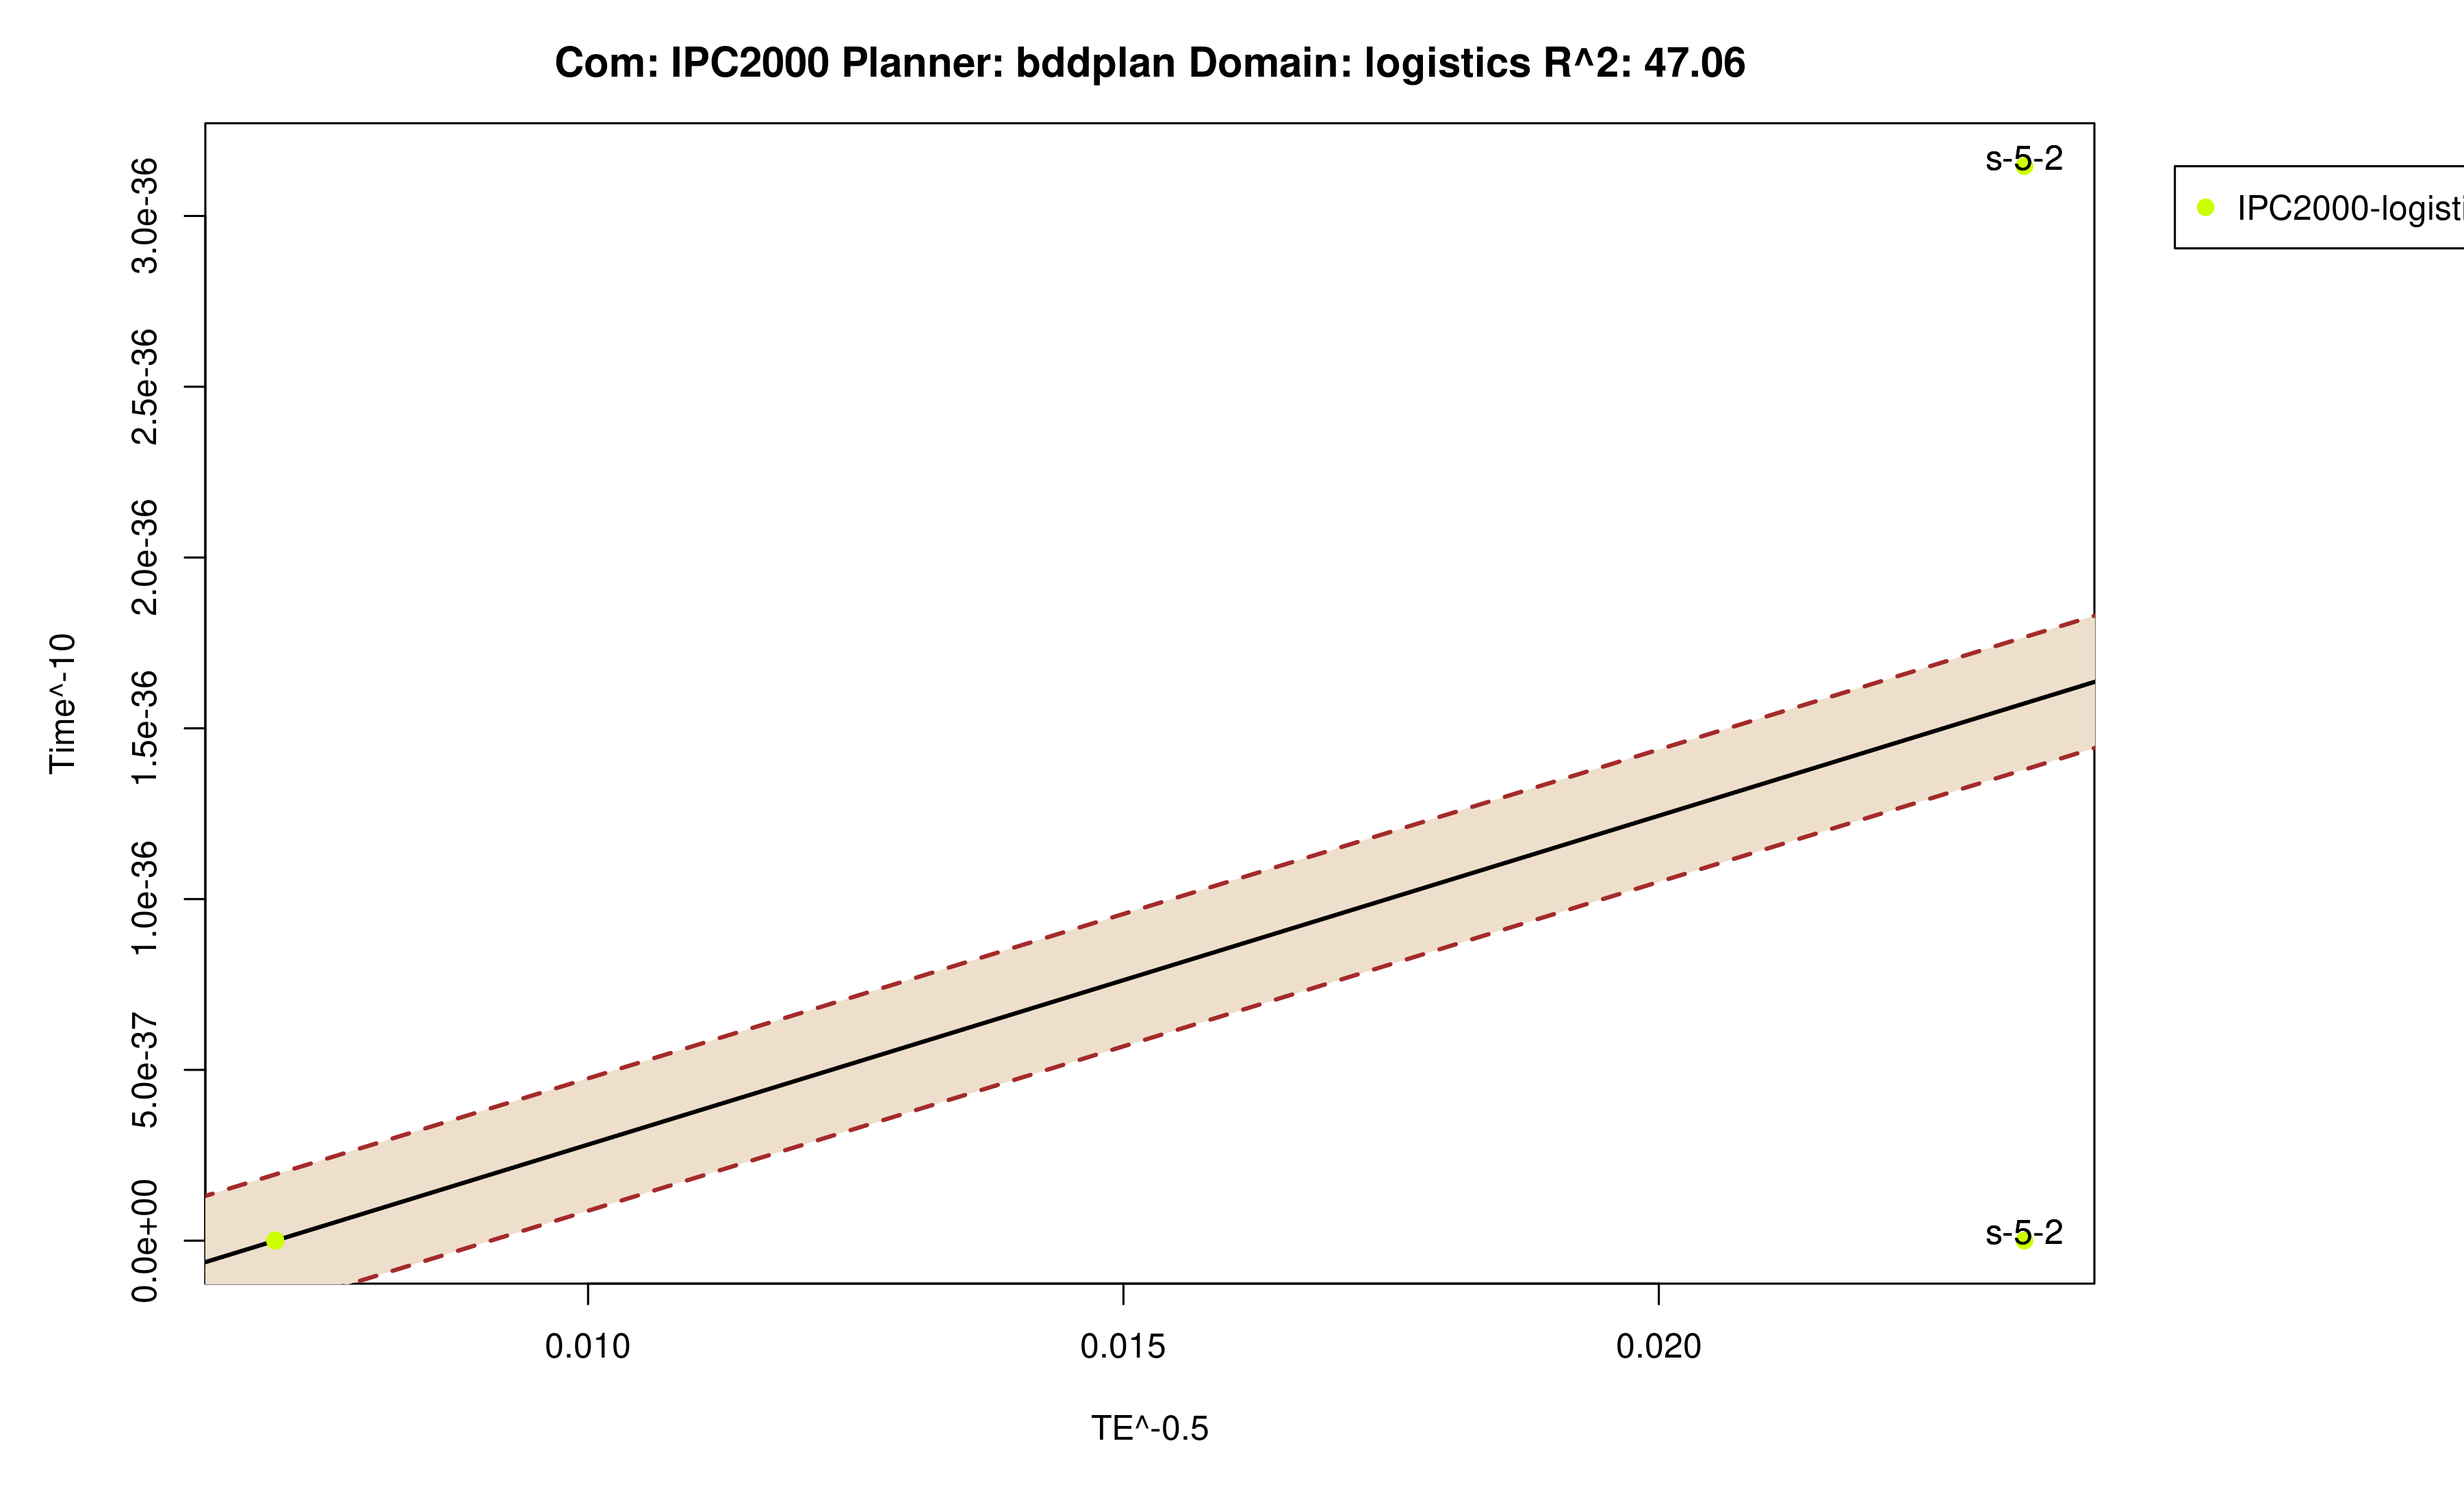 Com: IPC2000 Planner: bddplan Domain: logistics R^2: 47.06
s-5-2
IPC2000-logisti
3.0e-36
2.5e-36
2.0e-36
1.5e-36
1.0e-36
5.0e-37
0.0e+00
Time^-10
s-5-2
0.010
0.015
0.020
TE^-0.5